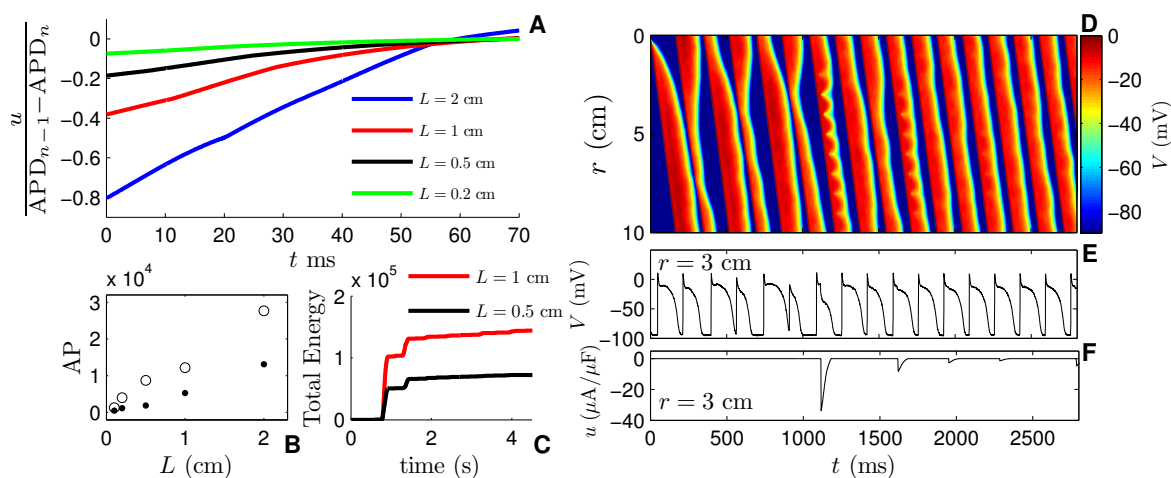 A
u
APD_{n−1}−APD_n
0
−0.2
−0.4
−0.6
−0.8
L = 2 cm
L = 1 cm
L = 0.5 cm
L = 0.2 cm
0 10 20 30 40 50 60 70
t ms
x 10^4
3
2
1
0
AP
0 1 2
L (cm)
B
x 10^5
L = 1 cm
L = 0.5 cm
2
1
0
Total Energy
0 2 4
time (s)
C
D
0
5
10
r (cm)
0
−20
−40
−60
−80
V (mV)
E
r = 3 cm
0
−50
−100
V (mV)
F
0
−20
−40
u (μA/μF)
r = 3 cm
0 500 1000 1500 2000 2500
t (ms)